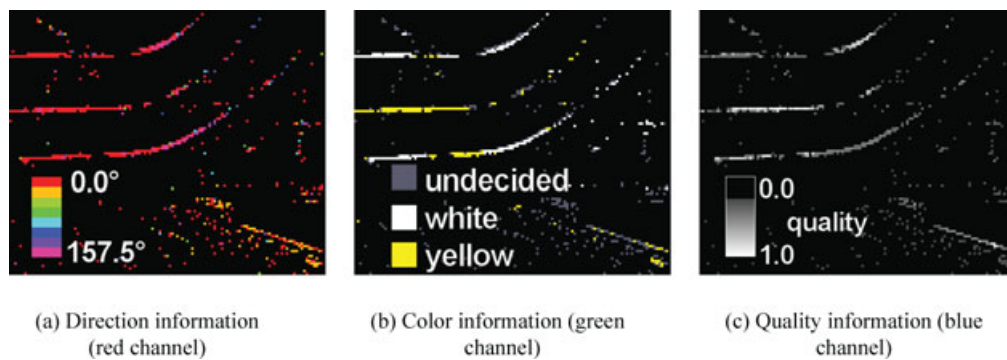 0.0°
157.5°
(a) Direction information
(red channel)
undecided
white
yellow
(b) Color information (green
channel)
0.0
quality
1.0
(c) Quality information (blue
channel)